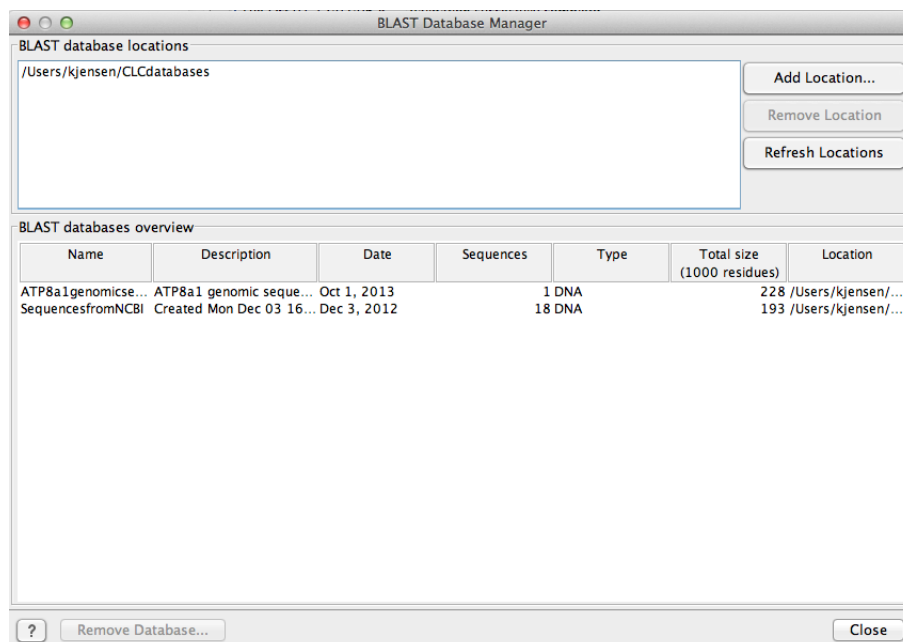 BLAST Database Manager
BLAST database locations
/Users/kjensen/CLCdatabases
Add Location...
Remove Location
Refresh Locations
BLAST databases overview
Name Description Date Sequences Type Total size Location
(1000 residues)
ATP8a1genomicse... ATP8a1 genomic seque... Oct 1, 2013 1 DNA 228 /Users/kjensen/...
SequencesfromNCBI Created Mon Dec 03 16... Dec 3, 2012 18 DNA 193 /Users/kjensen/...
? Remove Database... Close